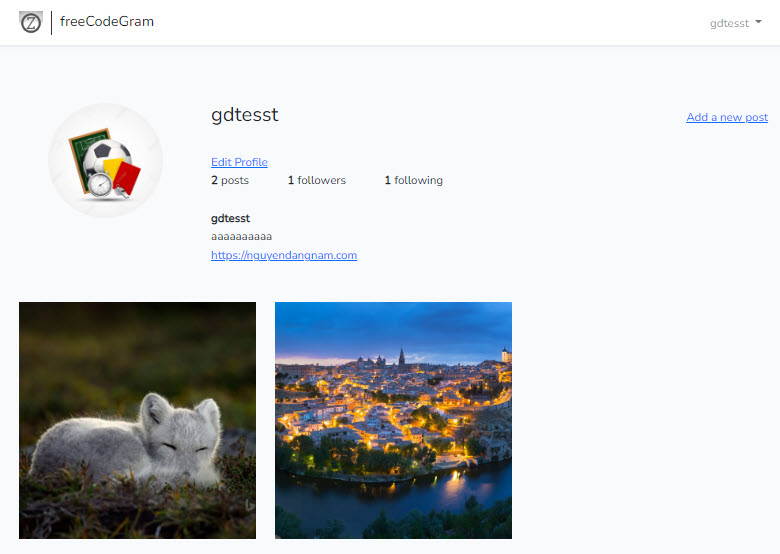 Z
freeCodeGram
gdtesst
gdtesst
Add a new post
Edit Profile
2 posts 1 followers 1 following
gdtesst
aaaaaaaaaa
https://nguyendangnam.com